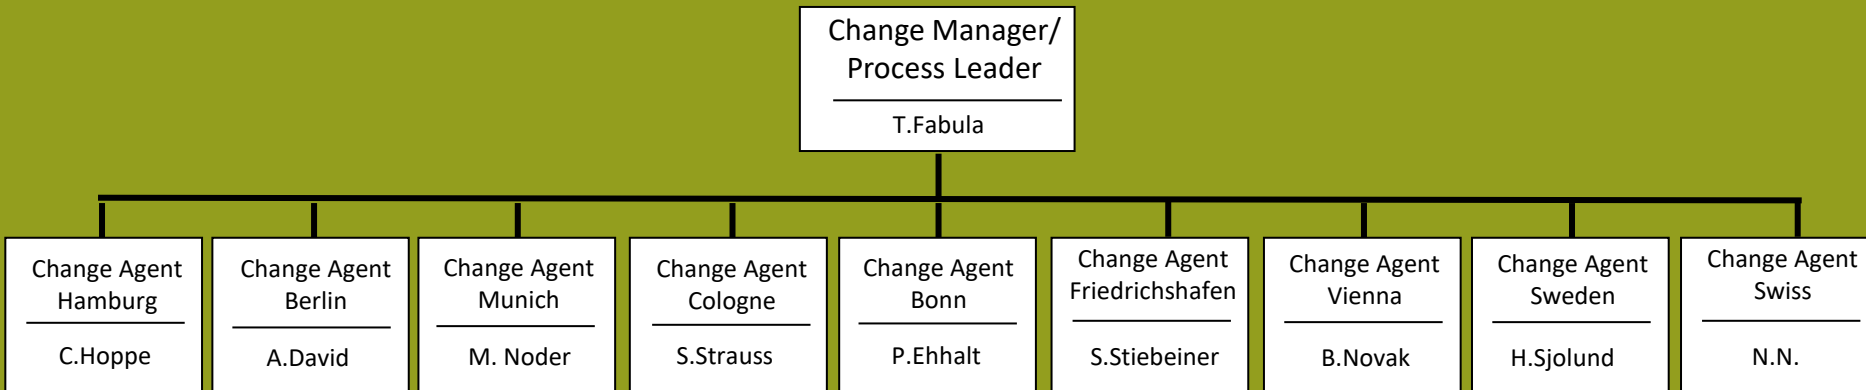 Change Manager/
Process Leader
T.Fabula
Change Agent
Hamburg
C.Hoppe
Change Agent
Berlin
A.David
Change Agent
Munich
M. Noder
Change Agent
Cologne
S.Strauss
Change Agent
Bonn
P.Ehhalt
Change Agent
Friedrichshafen
S.Stiebeiner
Change Agent
Vienna
B.Novak
Change Agent
Sweden
H.Sjolund
Change Agent
Swiss
N.N.